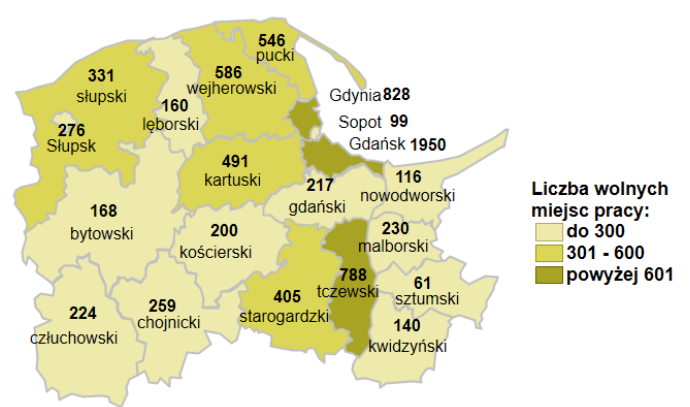 546
pucki
331
słupski
586
wejherowski
Gdynia 828
160
lęborski
Sopot 99
276
Słupsk
Gdańsk 1950
491
kartuski
217
gdański
116
nowodworski
168
bytowski
200
kościerski
230
malborski
788
tczewski
61
sztumski
405
starogardzki
224
człuchowski
259
chojnicki
140
kwidzyński
Liczba wolnych
miejsc pracy:
do 300
301 - 600
powyżej 601